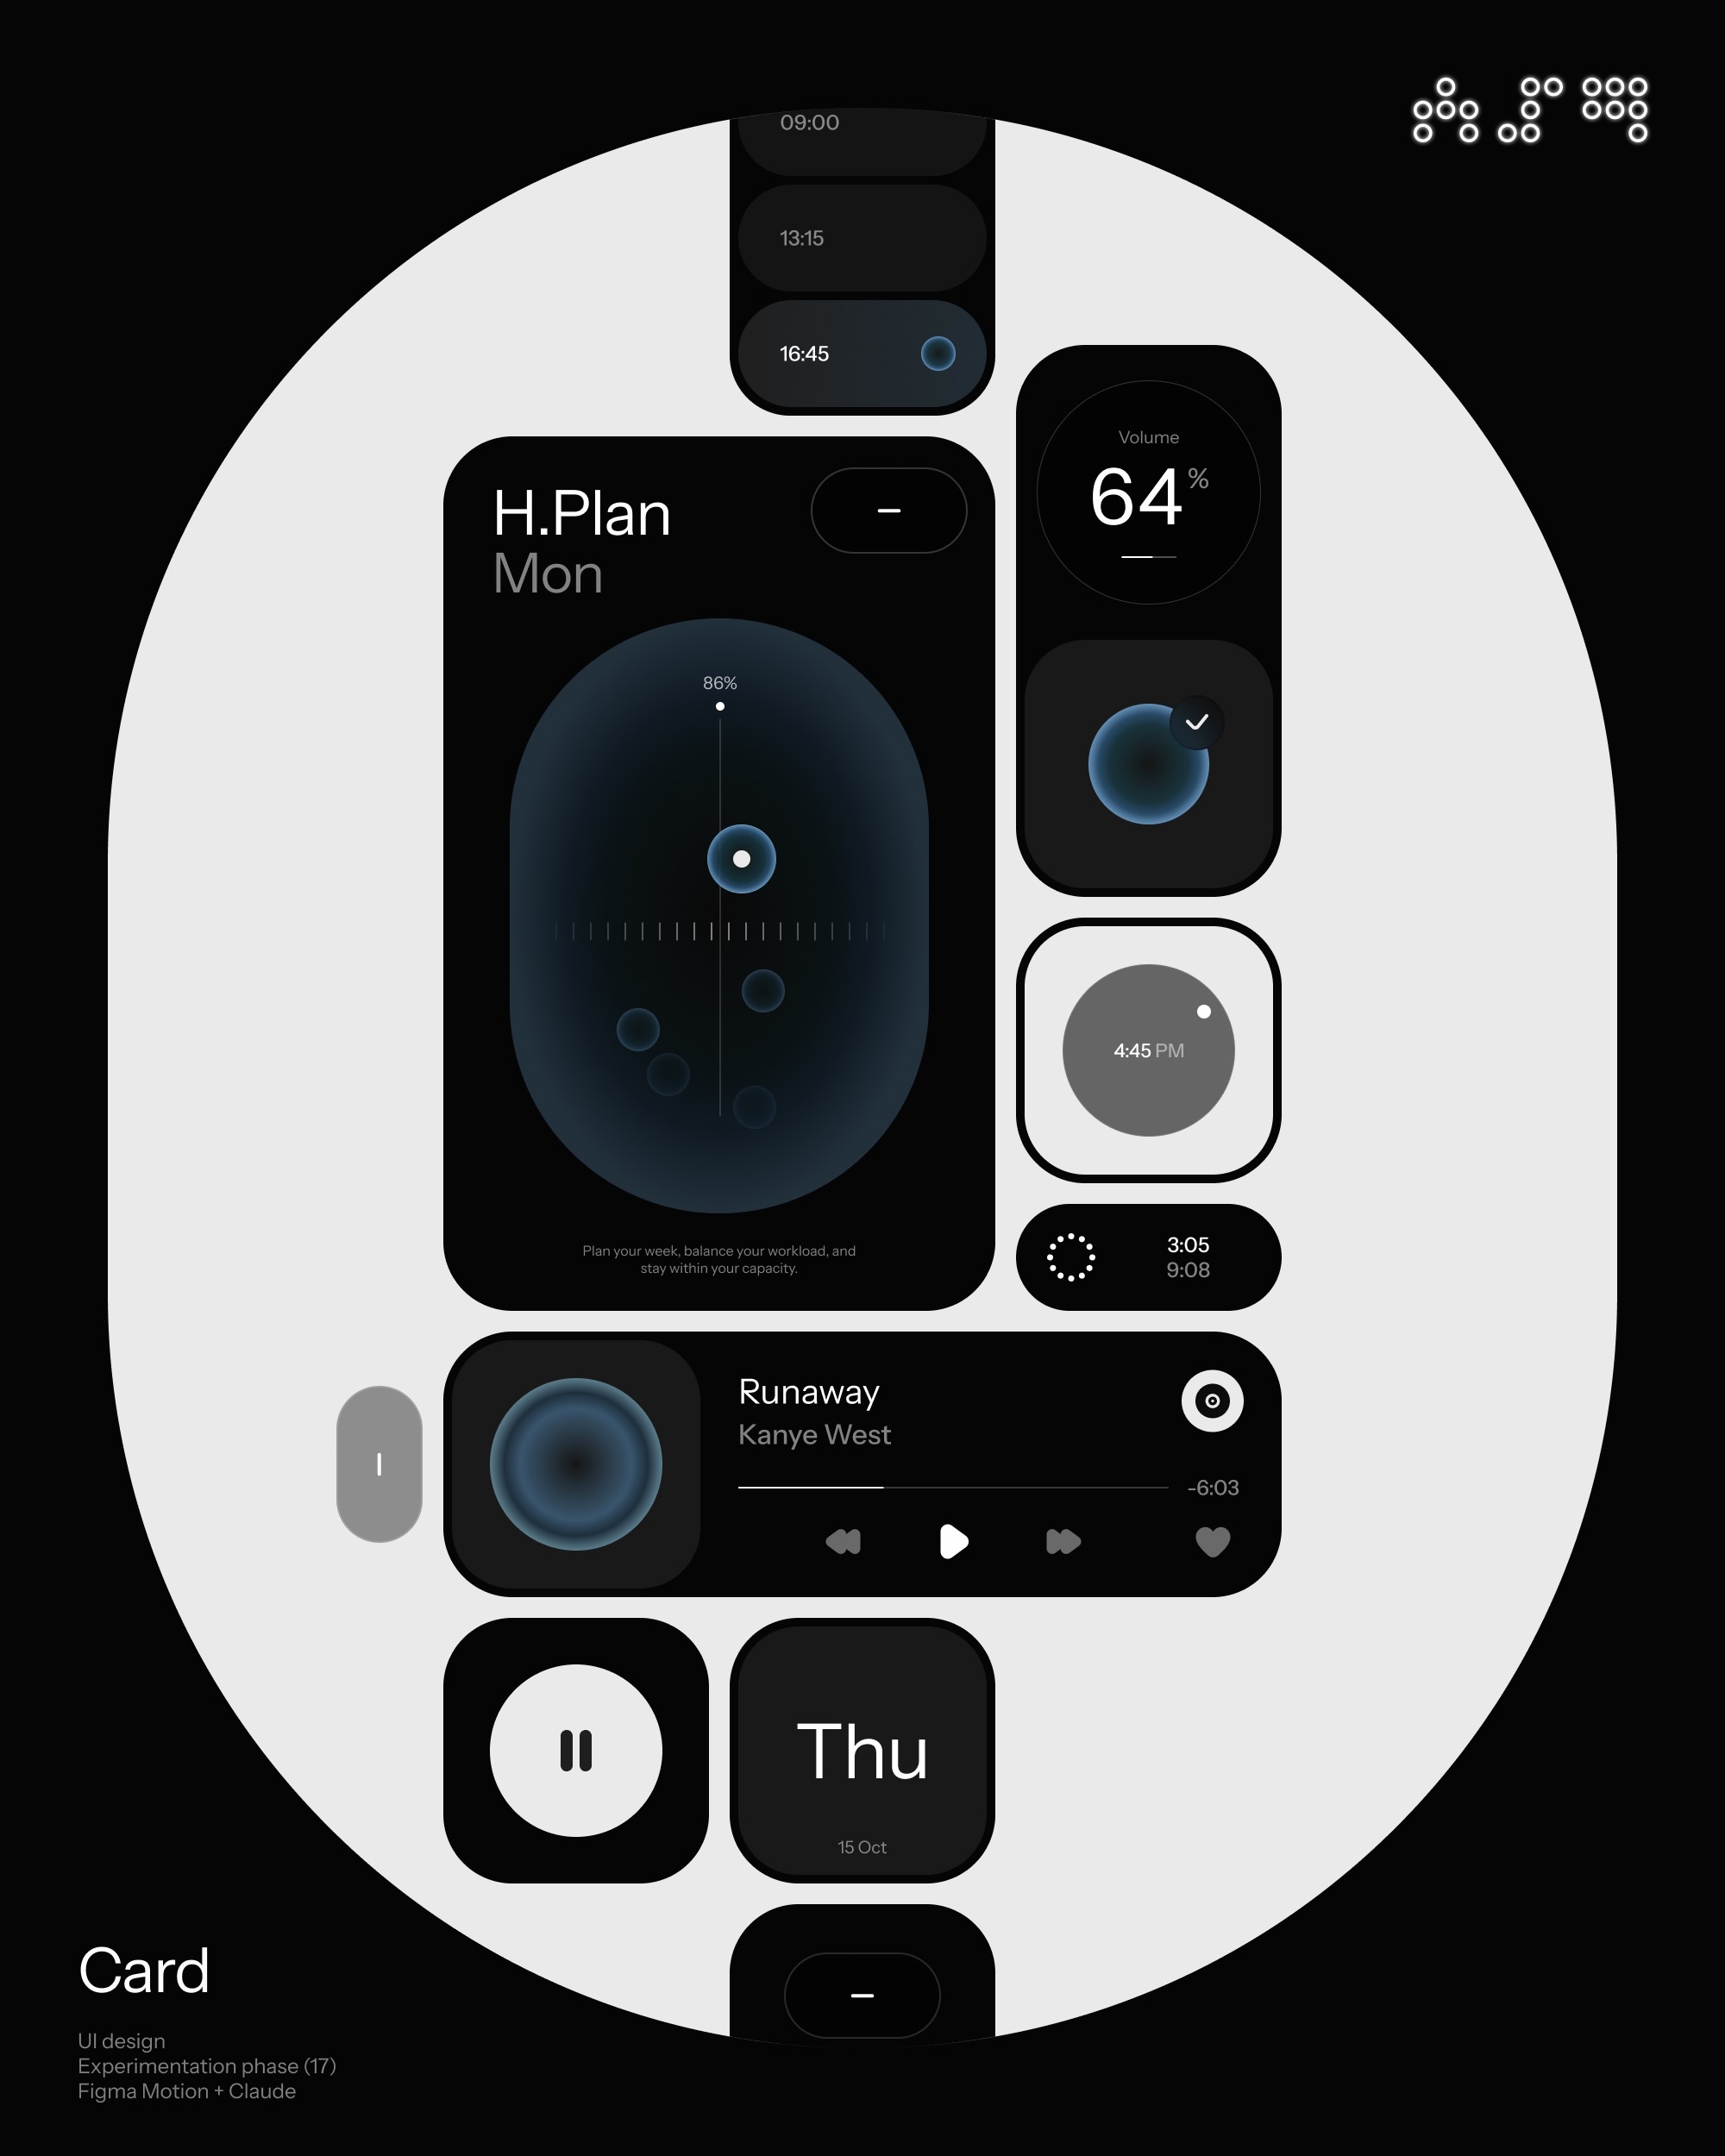 09:00
13:15
16:45
Volume
64%
H.Plan
Mon
86%
4:45 PM
Plan your week, balance your workload, and
stay within your capacity.
3:05
9:08
Runaway
Kanye West
-6:03
Thu
15 Oct
Card
UI design
Experimentation phase (17)
Figma Motion + Claude